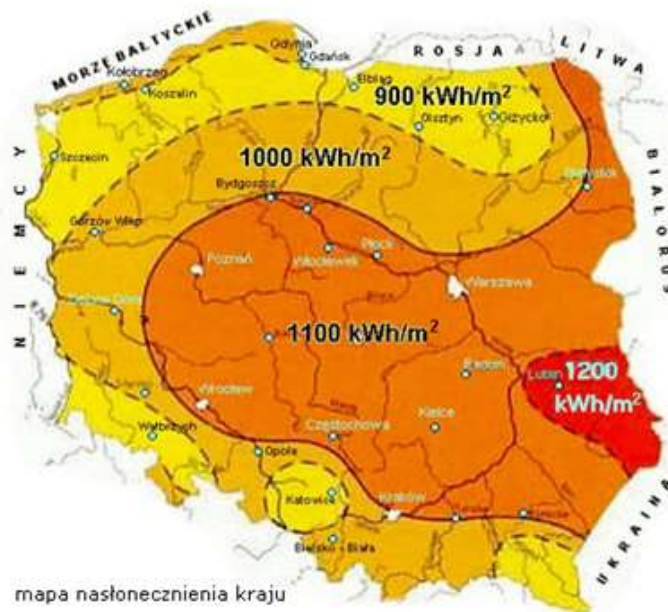 MORZE BAŁTYCKIE
ROSJA
LITWA
BIAŁORUŚ
UKRAINA
NIEMCY
Gdynia
Gdańsk
Kołobrzeg
Koszalin
Elbląg
900 kWh/m²
Olsztyn
Giżycko
Szczecin
1000 kWh/m²
Białystok
Bydgoszcz
Gorzów Wlkp
Płock
Poznań
Włocławek
Warszawa
Zielona Góra
1100 kWh/m²
Radom
Lublin
1200
kWh/m²
Wrocław
Kielce
Częstochowa
Wałbrzych
Opole
Katowice
Kraków
Bielsko - Biała
mapa nasłonecznienia kraju